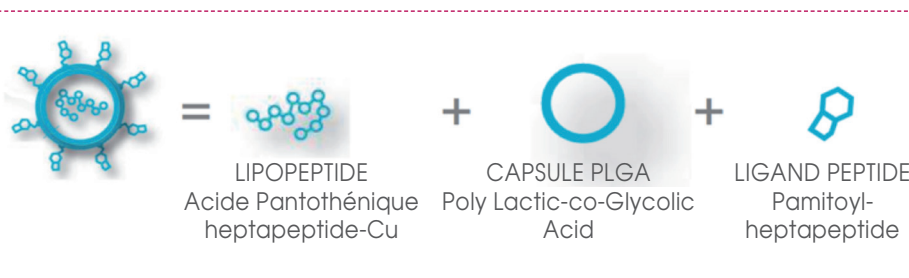 = + +
LIPOPEPTIDE
Acide Pantothénique
heptapeptide-Cu
CAPSULE PLGA
Poly Lactic-co-Glycolic
Acid
LIGAND PEPTIDE
Pamitoyl-
heptapeptide